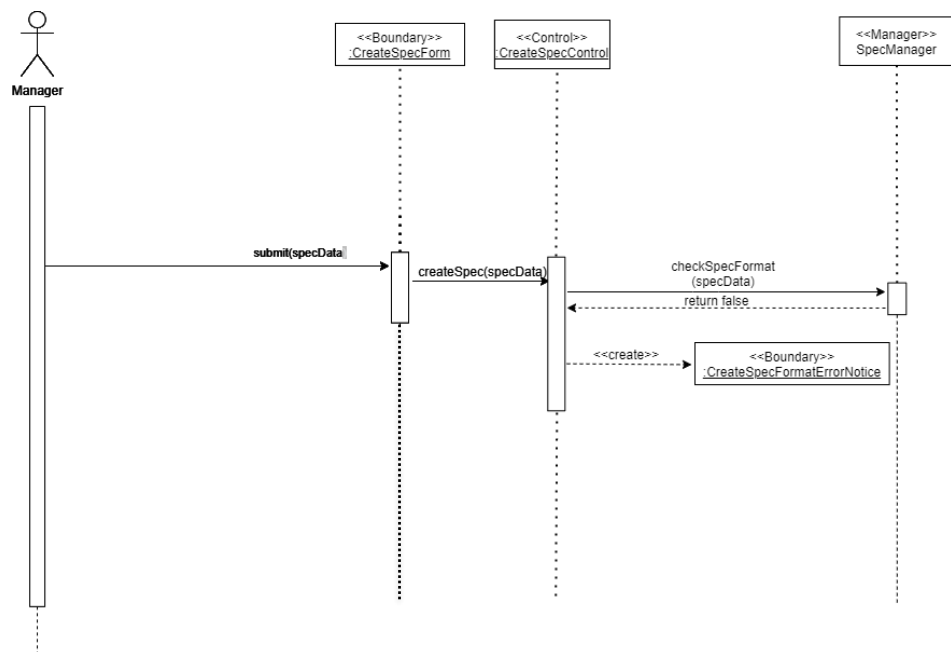 <<Boundary>>
:CreateSpecForm
<<Control>>
:CreateSpecControl
<<Manager>>
SpecManager
Manager
submit(specData
createSpec(specData)
checkSpecFormat
(specData)
return false
<<create>>
<<Boundary>>
:CreateSpecFormatErrorNotice